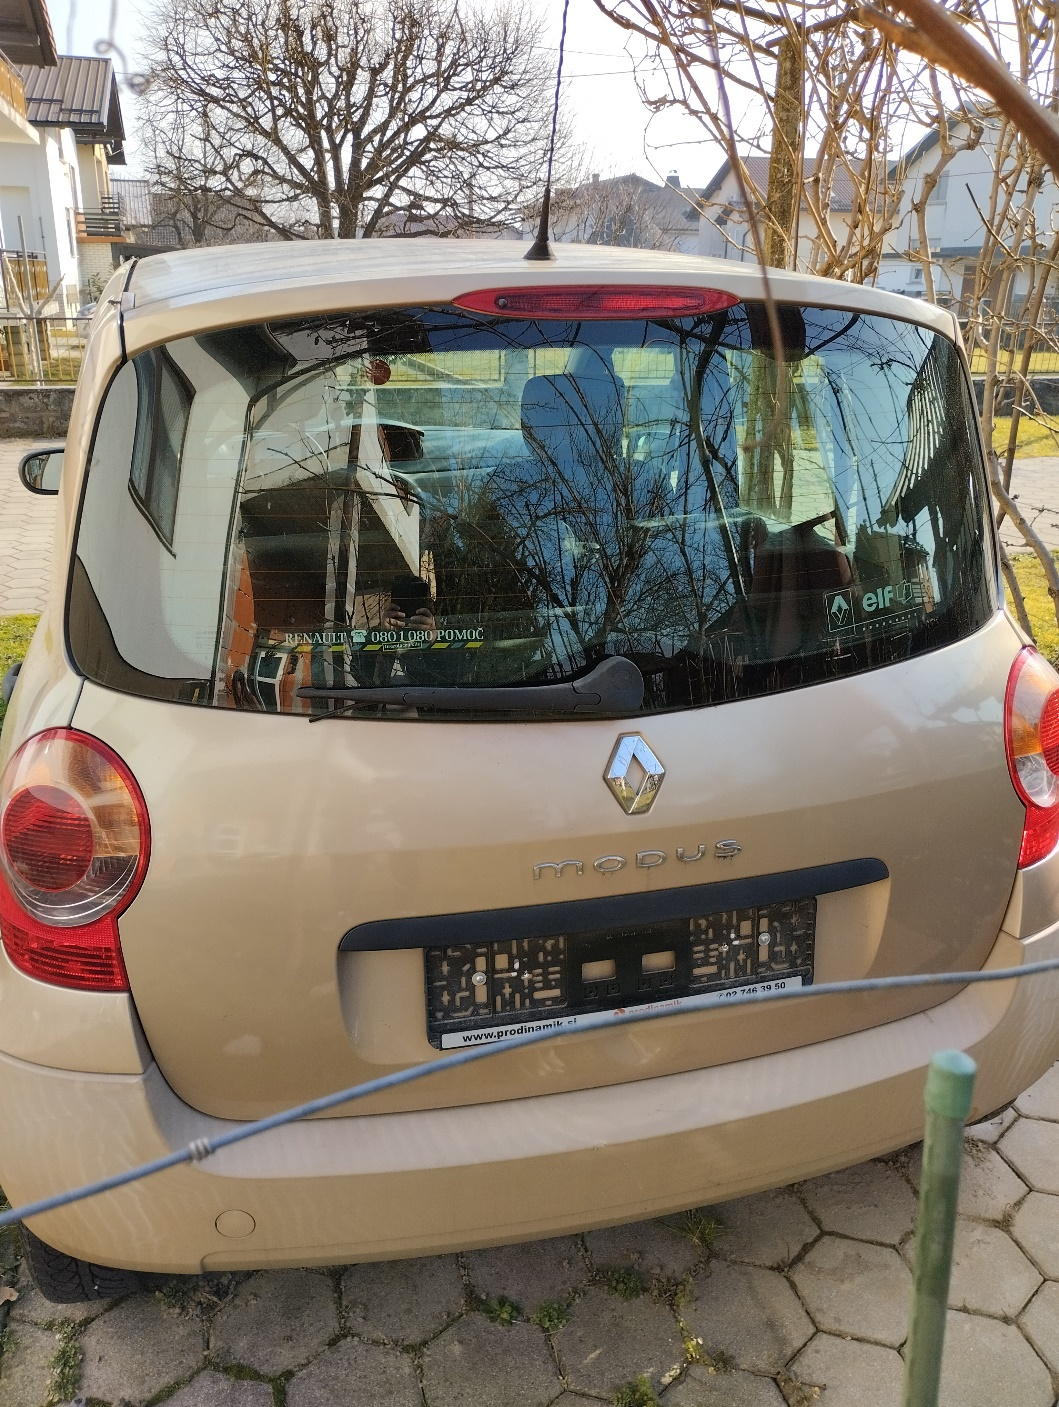 RENAULT ☎ 080 1 080 POMOČ
elf
MODUS
www.prodinamik.si prodinamik 02 746 39 50